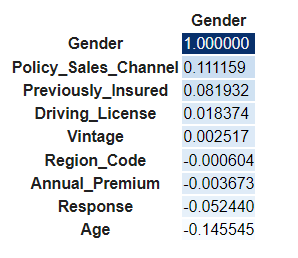 Gender
Gender 1.000000
Policy_Sales_Channel 0.111159
Previously_Insured 0.081932
Driving_License 0.018374
Vintage 0.002517
Region_Code -0.000604
Annual_Premium -0.003673
Response -0.052440
Age -0.145545